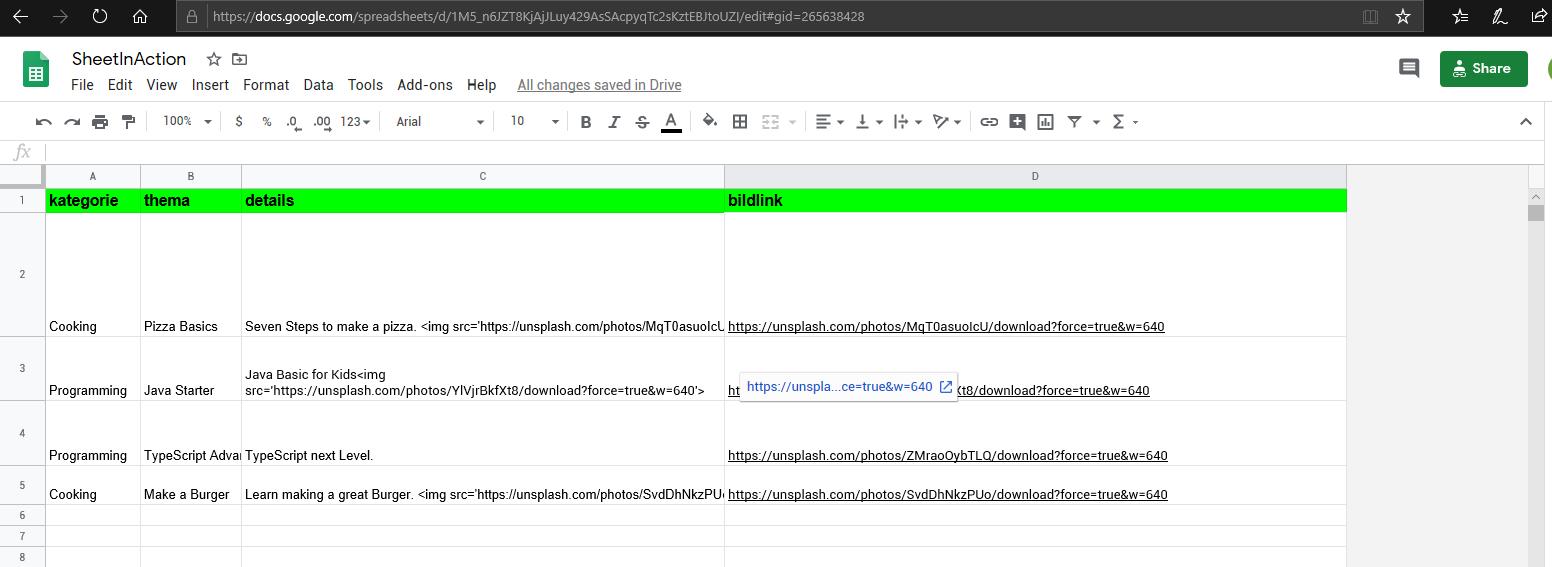 https://docs.google.com/spreadsheets/d/1M5_n6JZT8KjAjJLuy429AsSAcpyqTc2sKztEBJtoUZI/edit#gid=265638428
SheetInAction
File Edit View Insert Format Data Tools Add-ons Help All changes saved in Drive
Share
100% $ % .0 .00 123 Arial 10 B I S A Σ
fx
A B C D
1 kategorie thema details bildlink
2 Cooking Pizza Basics Seven Steps to make a pizza. <img src='https://unsplash.com/photos/MqT0asuoIcU https://unsplash.com/photos/MqT0asuoIcU/download?force=true&w=640
3 Programming Java Starter Java Basic for Kids<img
src='https://unsplash.com/photos/YlVjrBkfXt8/download?force=true&w=640'> ht Xt8/download?force=true&w=640
https://unspla...ce=true&w=640
4 Programming TypeScript Advan TypeScript next Level. https://unsplash.com/photos/ZMraoOybTLQ/download?force=true&w=640
5 Cooking Make a Burger Learn making a great Burger. <img src='https://unsplash.com/photos/SvdDhNkzPUo https://unsplash.com/photos/SvdDhNkzPUo/download?force=true&w=640
6
7
8